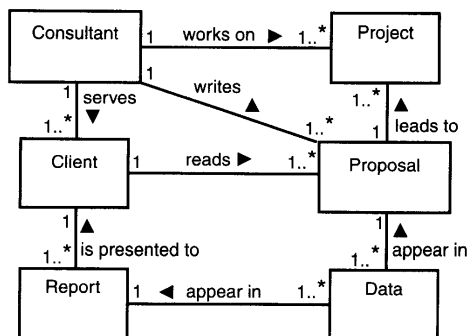 Consultant
1
works on ►
1..*
Project
1
writes
▲
1
serves
▼
1..*
1..*
▲
leads to
1
1..*
Client
1
reads ►
1..*
Proposal
1
▲
1..*
is presented to
1
▲
1..*
appear in
Report
1
◄ appear in
1..*
Data